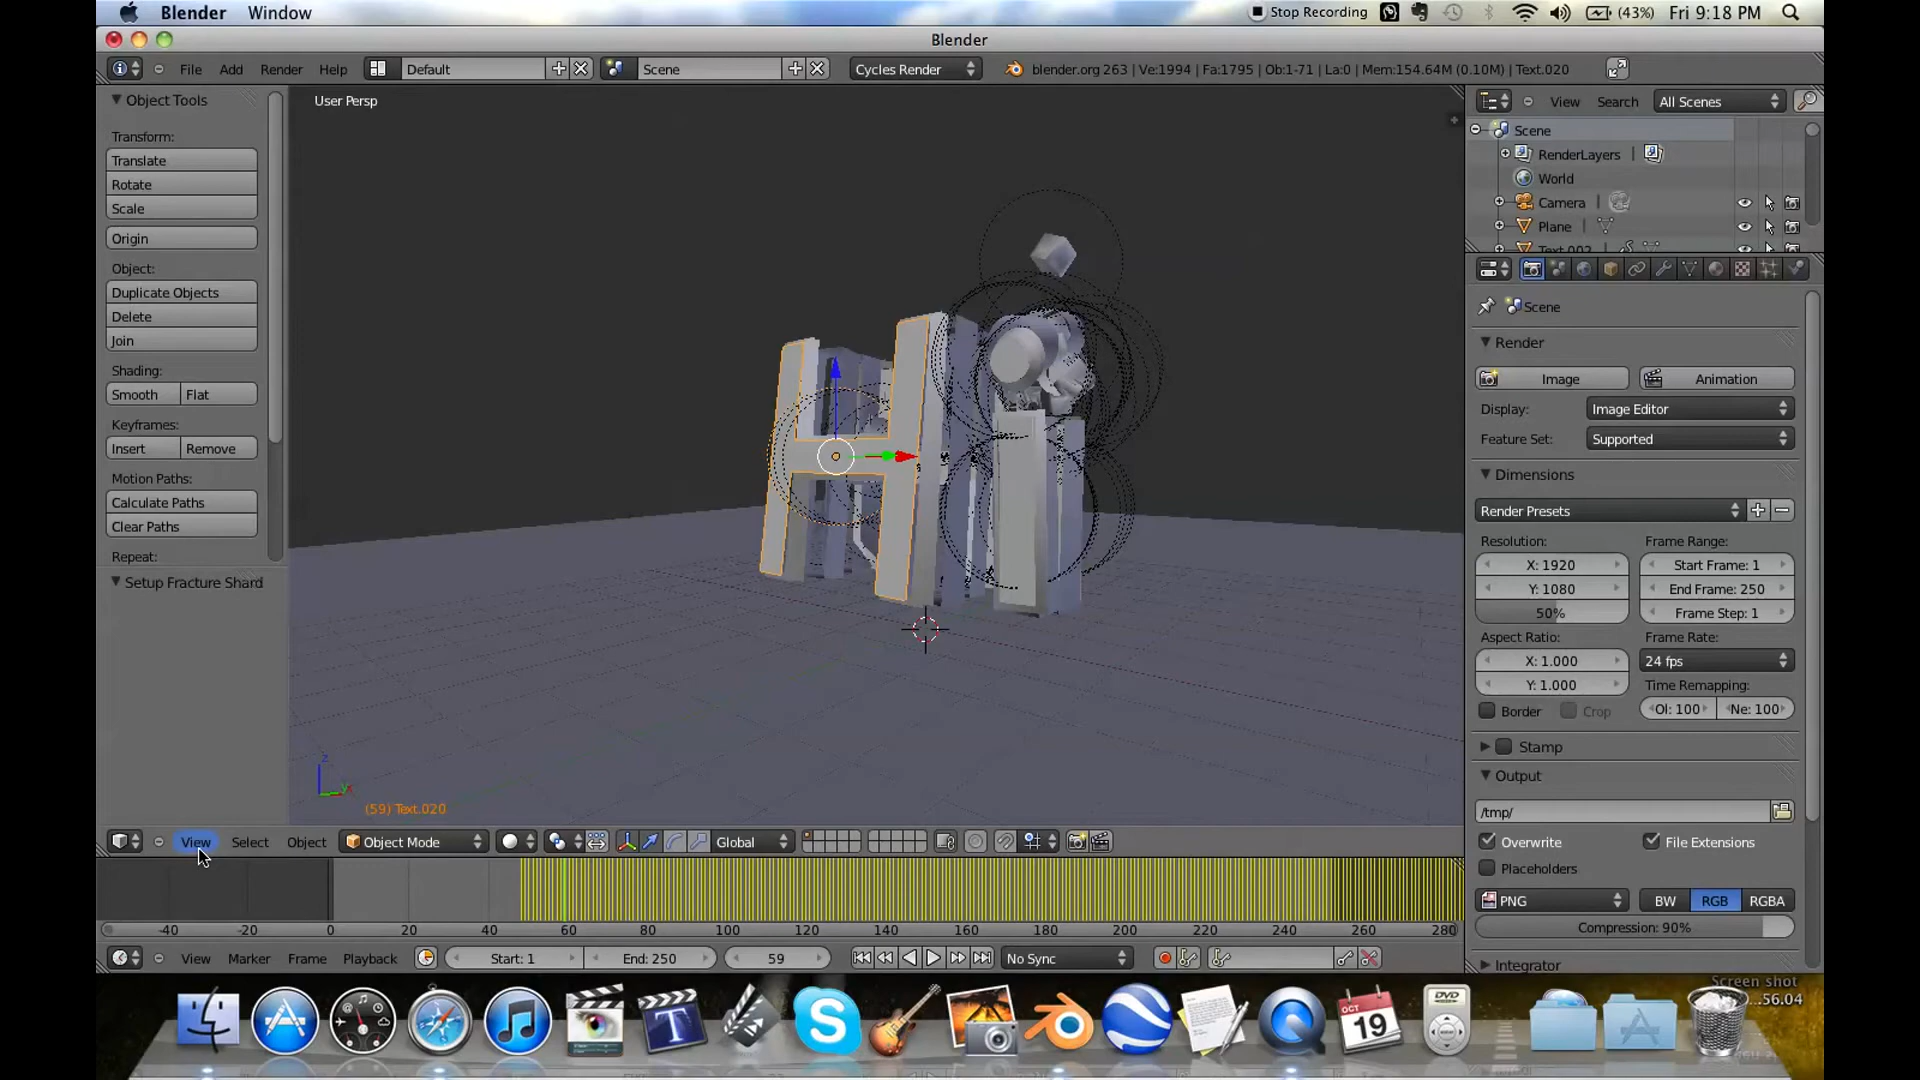 Blender Window Stop Recording (43%) Fri 9:18 PM
Blender
File Add Render Help Default Scene Cycles Render blender.org 263 | Ve:1994 | Fa:1795 | Ob:1-71 | La:0 | Mem:154.64M (0.10M) | Text.020
Object Tools
Transform:
Translate
Rotate
Scale
Origin
Object:
Duplicate Objects
Delete
Join
Shading:
Smooth Flat
Keyframes:
Insert Remove
Motion Paths:
Calculate Paths
Clear Paths
Repeat:
Setup Fracture Shard
User Persp
HI
z
y
(59) Text.020
View Search All Scenes
Scene
RenderLayers
World
Camera
Plane
Text.002
Scene
Render
Image Animation
Display: Image Editor
Feature Set: Supported
Dimensions
Render Presets
Resolution: Frame Range:
X: 1920 Start Frame: 1
Y: 1080 End Frame: 250
50% Frame Step: 1
Aspect Ratio: Frame Rate:
X: 1.000 24 fps
Y: 1.000 Time Remapping:
Border Crop Ol: 100 Ne: 100
Stamp
Output
/tmp/
Overwrite File Extensions
Placeholders
PNG BW RGB RGBA
Compression: 90%
Integrator
View Select Object Object Mode Global
-40 -20 0 20 40 60 80 100 120 140 160 180 200 220 240 260 280
View Marker Frame Playback Start: 1 End: 250 59 No Sync
Screen shot
...56.04
OCT
19
DVD